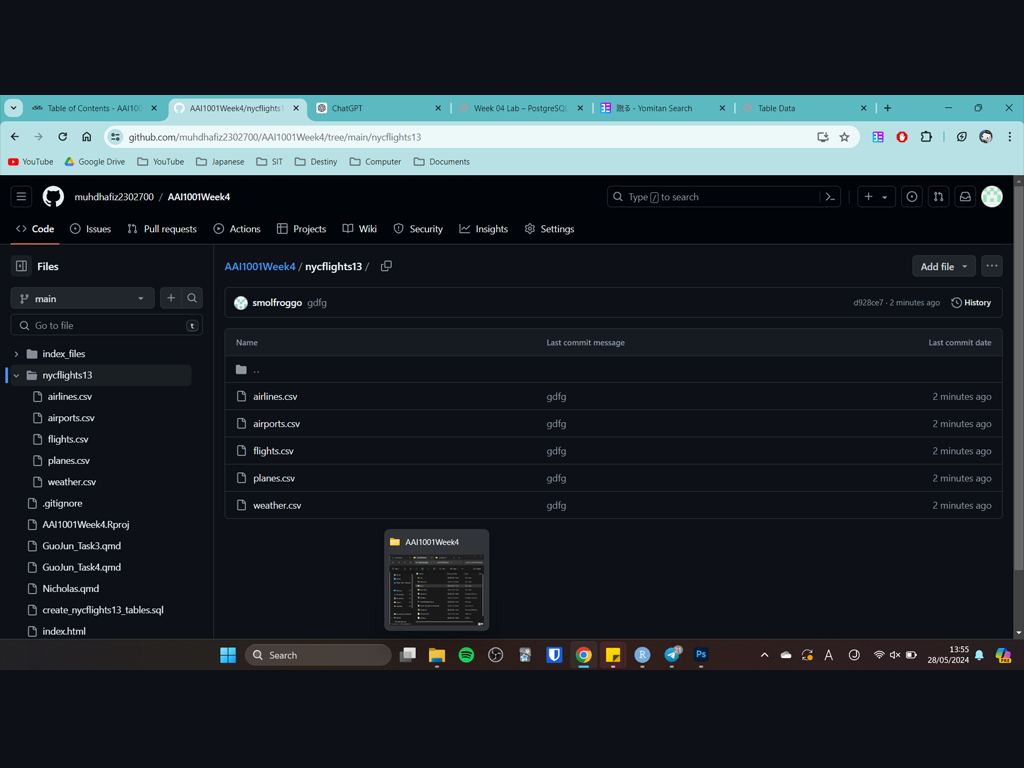 Table of Contents - AAI100
AAI1001Week4/nycflights1
ChatGPT
Week 04 Lab – PostgreSQL
Yomitan Search
Table Data
github.com/muhdhafiz2302700/AAI1001Week4/tree/main/nycflights13
YouTube
Google Drive
YouTube
Japanese
SIT
Destiny
Computer
Documents
muhdhafiz2302700 / AAI1001Week4
Type / to search
Code
Issues
Pull requests
Actions
Projects
Wiki
Security
Insights
Settings
Files
main
Go to file
t
index_files
nycflights13
airlines.csv
airports.csv
flights.csv
planes.csv
weather.csv
.gitignore
AAI1001Week4.Rproj
GuoJun_Task3.qmd
GuoJun_Task4.qmd
Nicholas.qmd
create_nycflights13_tables.sql
index.html
AAI1001Week4 / nycflights13 /
Add file
smolfroggo gdfg
d928ce7 · 2 minutes ago
History
Name Last commit message Last commit date
..
airlines.csv gdfg 2 minutes ago
airports.csv gdfg 2 minutes ago
flights.csv gdfg 2 minutes ago
planes.csv gdfg 2 minutes ago
weather.csv gdfg 2 minutes ago
AAI1001Week4
Search
R
Ps
A
13:55
28/05/2024